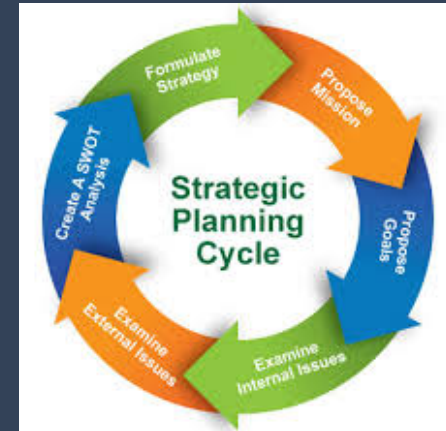 Strategic
Planning
Cycle
Formulate
Strategy
Propose
Mission
Propose
Goals
Examine
Internal Issues
Examine
External Issues
Create A SWOT
Analysis